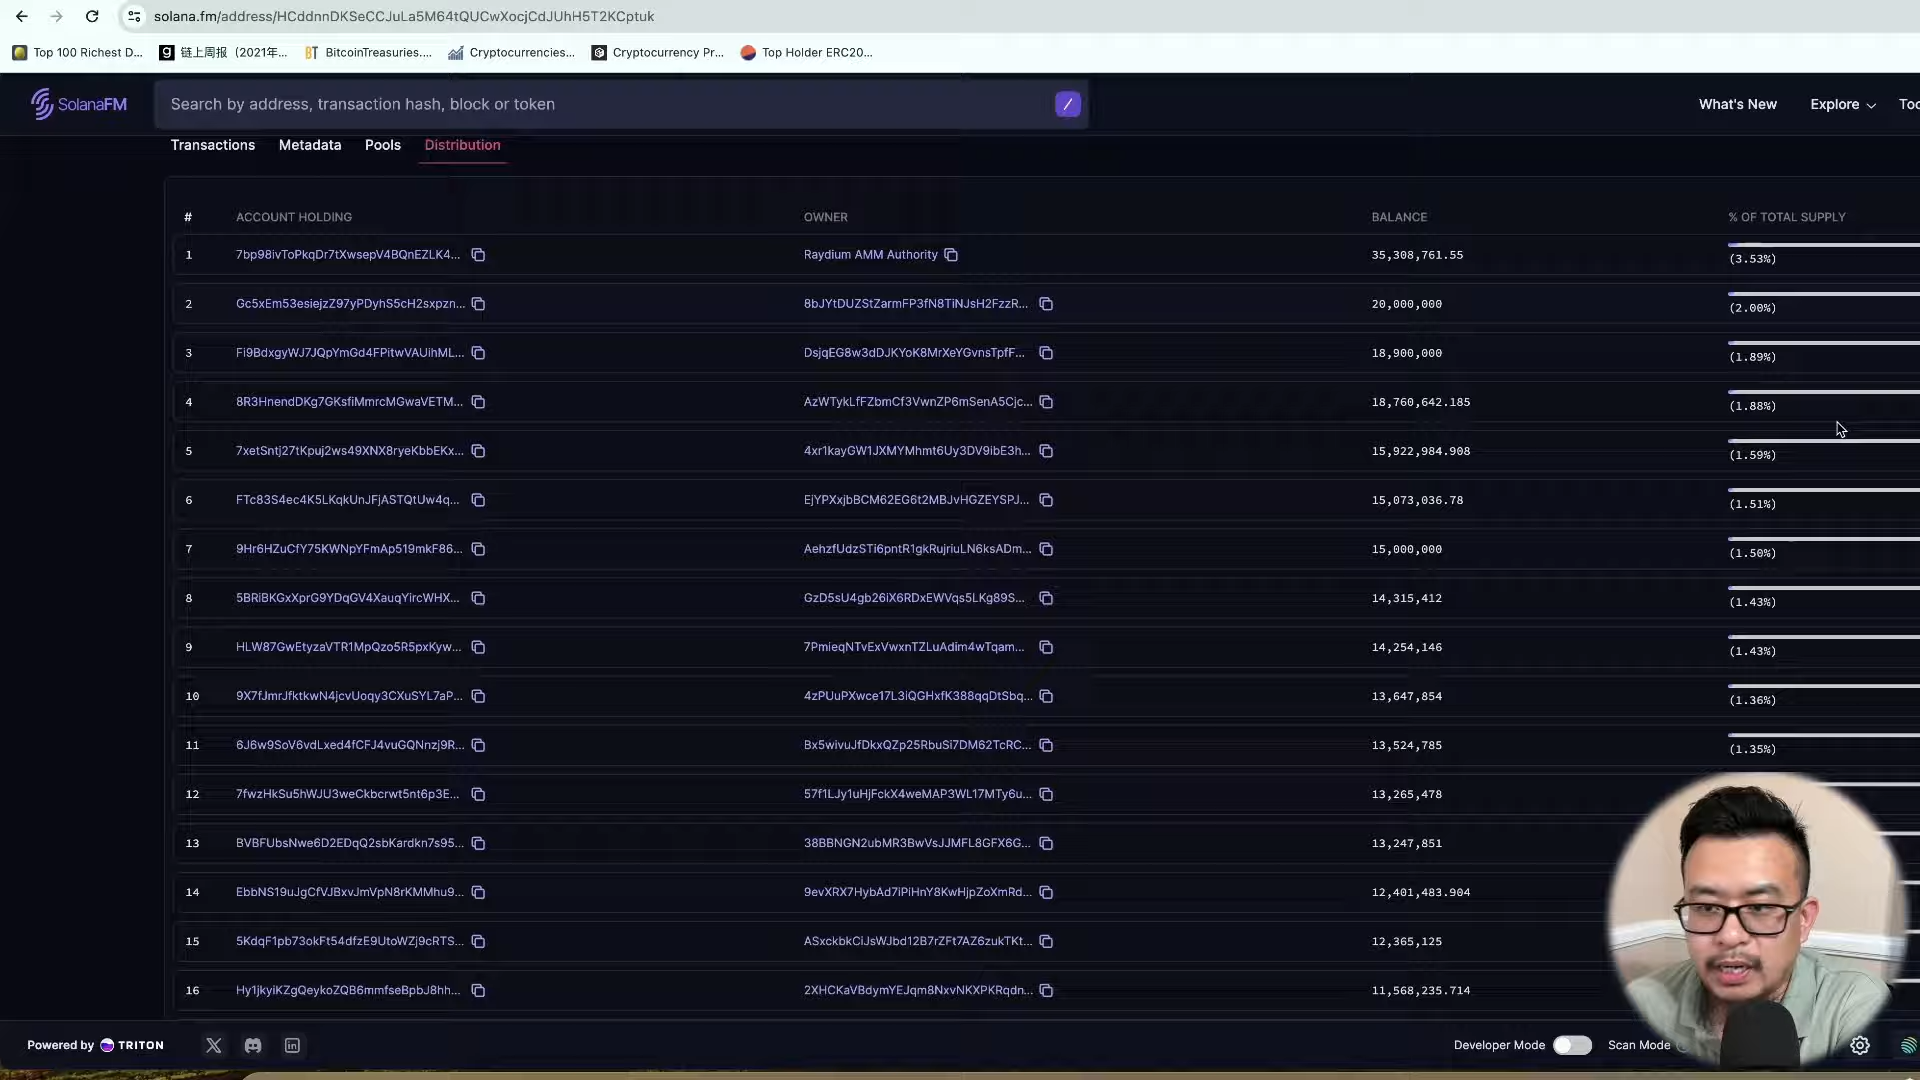 solana.fm/address/HCddnnDKSeCCJuLa5M64tQUCwXocjCdJUhH5T2KCptuk
Top 100 Richest D... 链上周报（2021年... BitcoinTreasuries.... Cryptocurrencies... Cryptocurrency Pr... Top Holder ERC20...
SolanaFM Search by address, transaction hash, block or token / What's New Explore
Transactions Metadata Pools Distribution
# ACCOUNT HOLDING OWNER BALANCE % OF TOTAL SUPPLY
1 7bp98ivToPkqDr7tXwsepV4BQnEZLK4... Raydium AMM Authority 35,308,761.55 (3.53%)
2 Gc5xEm53esiejzZ97yPDyhS5cH2sxpzn... 8bJYtDUZStZarmFP3fN8TiNJsH2FzzR... 20,000,000 (2.00%)
3 Fi9BdxgyWJ7JQpYmGd4FPitwVAUihML... DsjqEG8w3dDJKYoK8MrXeYGvnsTpfF... 18,900,000 (1.89%)
4 8R3HnendDKg7GKsfiMmrcMGwaVETM... AzWTykLfFZbmCf3VwnZP6mSenA5Cjc... 18,760,642.185 (1.88%)
5 7xetSntj27tKpuj2ws49XNX8ryeKbbEKx... 4xr1kayGW1JXMYMhmt6Uy3DV9ibE3h... 15,922,984.908 (1.59%)
6 FTc83S4ec4K5LKqkUnJFjASTQtUw4q... EjYPXxjbBCM62EG6t2MBJvHGZEYSPJ... 15,073,036.78 (1.51%)
7 9Hr6HZuCfY75KWNpYFmAp519mkF86... AehzfUdzSTi6pntR1gkRujriuLN6ksADm... 15,000,000 (1.50%)
8 5BRiBKGxXprG9YDqGV4XauqYircWHX... GzD5sU4gb26iX6RDxEWVqs5LKg89S... 14,315,412 (1.43%)
9 HLW87GwEtyzaVTR1MpQzo5R5pxKyw... 7PmieqNTvExVwxnTZLuAdim4wTqam... 14,254,146 (1.43%)
10 9X7fJmrJfktkwN4jcvUoqy3CXuSYL7aP... 4zPUuPXwce17L3iQGHxfK388qqDtSbq... 13,647,854 (1.36%)
11 6J6w9SoV6vdLxed4fCFJ4vuGQNnzj9R... Bx5wivuJfDkxQZp25RbuSi7DM62TcRC... 13,524,785 (1.35%)
12 7fwzHkSu5hWJU3weCkbcrwt5nt6p3E... 57f1LJy1uHjFckX4weMAP3WL17MTy6u... 13,265,478
13 BVBFUbsNwe6D2EDqQ2sbKardkn7s95... 38BBNGN2ubMR3BwVsJJMFL8GFX6G... 13,247,851
14 EbbNS19uJgCfVJBxvJmVpN8rKMMhu9... 9evXRX7HybAd7iPiHnY8KwHjpZoXmRd... 12,401,483.904
15 5KdqF1pb73okFt54dfzE9UtoWZj9cRTS... ASxckbkCiJsWJbd12B7rZFt7AZ6zukTKt... 12,365,125
16 Hy1jkyiKZgQeykoZQB6mmfseBpbJ8hh... 2XHCKaVBdymYEJqm8NxvNKXPKRqdn... 11,568,235.714
Powered by TRITON Developer Mode Scan Mode